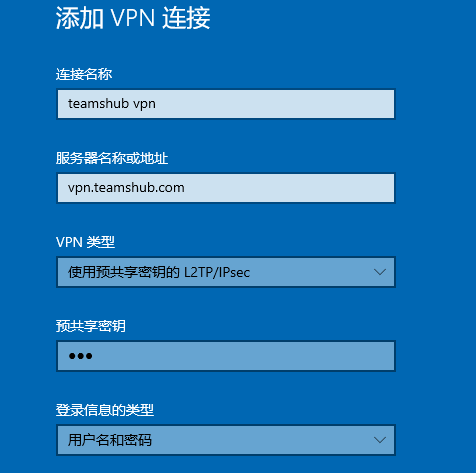 添加 VPN 连接
连接名称
teamshub vpn
服务器名称或地址
vpn.teamshub.com
VPN 类型
使用预共享密钥的 L2TP/IPsec
预共享密钥
●●●
登录信息的类型
用户名和密码